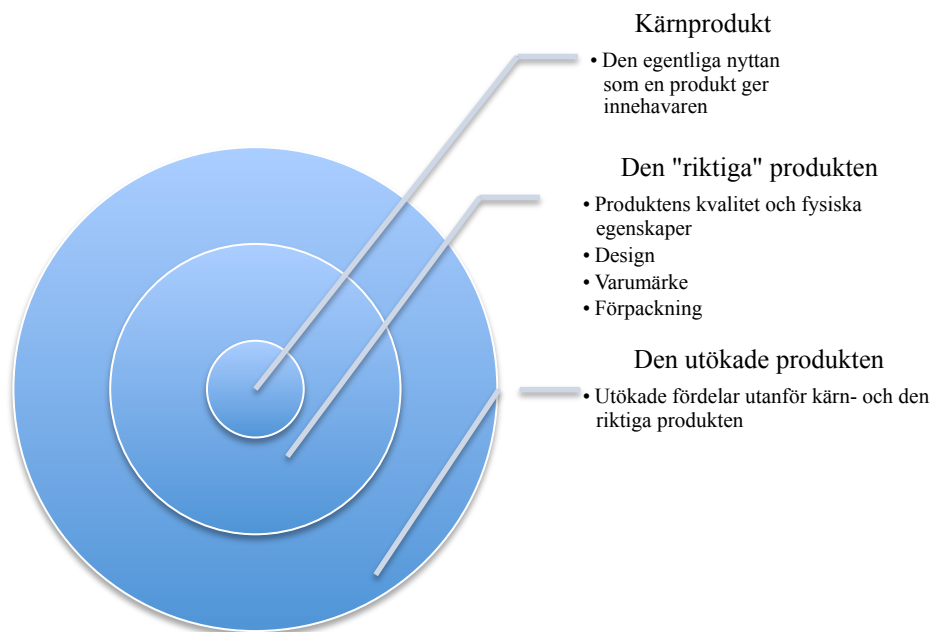 Kärnprodukt
• Den egentliga nyttan
som en produkt ger
innehavaren
Den "riktiga" produkten
• Produktens kvalitet och fysiska
egenskaper
• Design
• Varumärke
• Förpackning
Den utökade produkten
• Utökade fördelar utanför kärn- och den
riktiga produkten